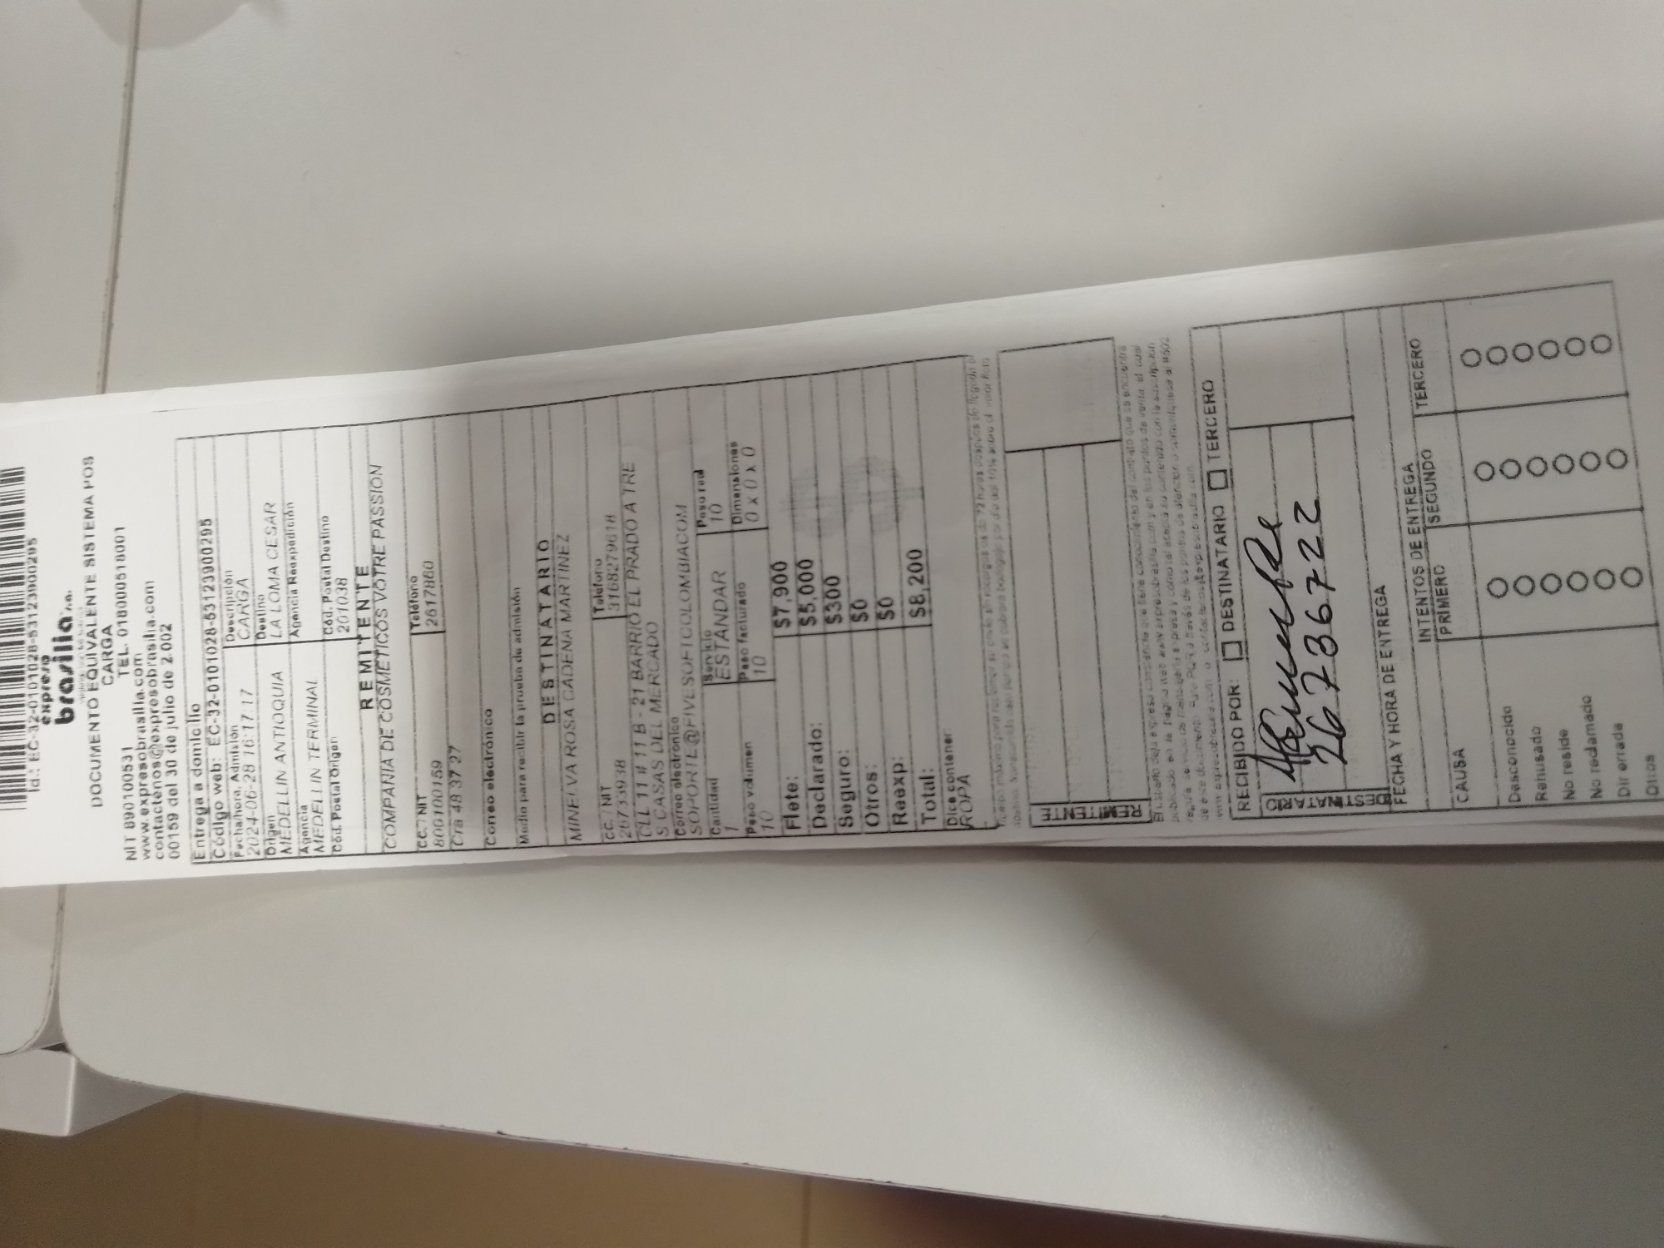 Id.: EC-32-0101028-53123900295
expreso
brasilia s.a.
DOCUMENTO EQUIVALENTE SISTEMA POS
CARGA
NIT 890100531 TEL. 018000518001
www.expresobrasilia.com
contactenos@expresobrasilia.com
00159 del 30 de julio de 2.002
Entrega a domicilio
Código web: EC-32-0101028-53123900295
Fecha/hora, Admisión Descripción
2024-06-28 16:17:17 CARGA
Origen Destino
MEDELLIN ANTIOQUIA LA LOMA CESAR
Agencia Agencia Reexpedición
MEDELLIN TERMINAL
Cód. Postal Origen Cód. Postal Destino
201038
REMITENTE
COMPANIA DE COSMETICOS VOTRE PASSION
CC. / NIT Teléfono
800100159 2617860
Cra 48 37 27
Correo electrónico
Medio para recibir la prueba de admisión
DESTINATARIO
MINELVA ROSA CADENA MARTINEZ
CC. / NIT Teléfono
26733938 3168279618
CLL 11 # 11 B - 21 BARRIO EL PRADO A TRE
S CASAS DEL MERCADO
Correo electrónico
SOPORTE@FIVESOFTCOLOMBIACOM
Cantidad Servicio Peso red
1 ESTANDAR 10
Peso volumen Peso facturado Dimensiones
10 10 0 x 0 x 0
Flete: $7,900
Declarado: $5,000
Seguro: $300
Otros: $0
Reexp: $0
Total: $8,200
Dice contener
ROPA
REMITENTE
RECIBIDO POR: DESTINATARIO TERCERO
DESTINATARIO
26736722
FECHA Y HORA DE ENTREGA
INTENTOS DE ENTREGA
CAUSA PRIMERO SEGUNDO TERCERO
Desconocido
Rehusado
No reside
No reclamado
Dir errada
Otros